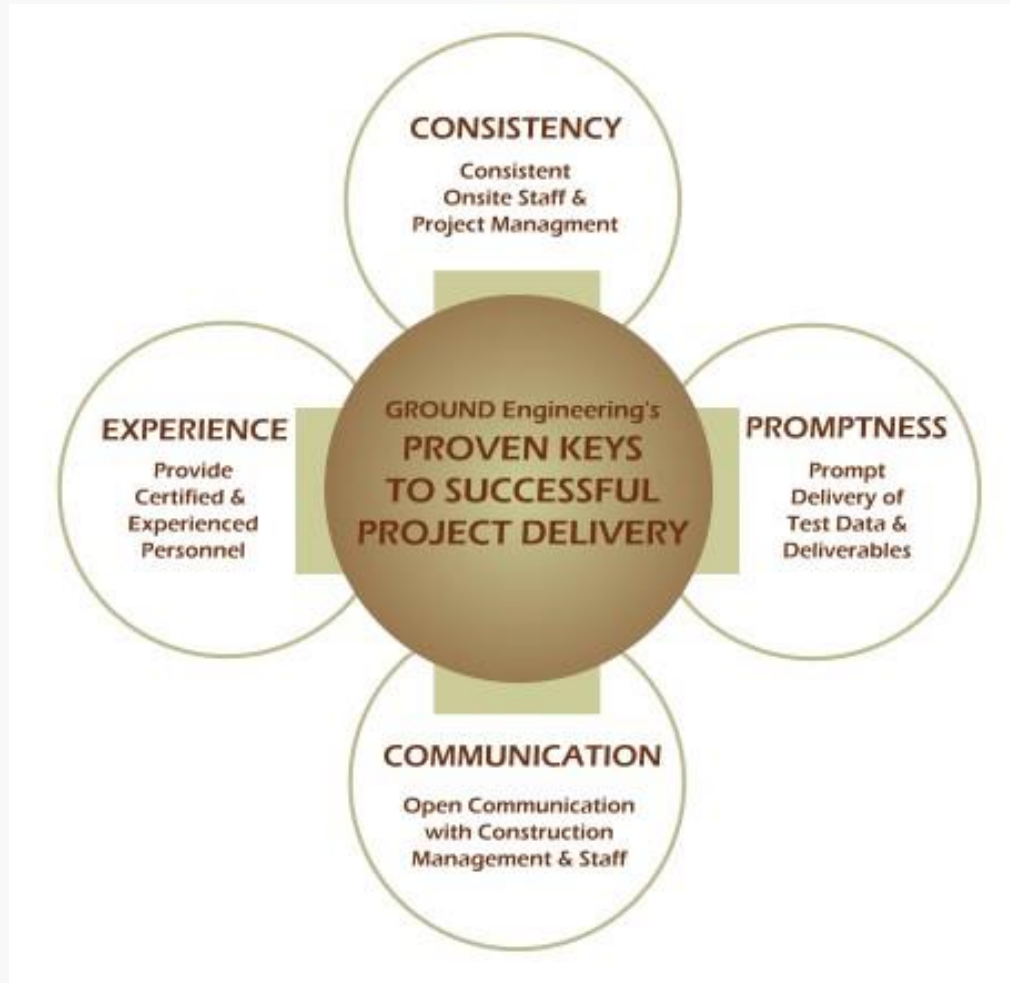 CONSISTENCY
Consistent
Onsite Staff &
Project Managment
EXPERIENCE
Provide
Certified &
Experienced
Personnel
GROUND Engineering's
PROVEN KEYS
TO SUCCESSFUL
PROJECT DELIVERY
PROMPTNESS
Prompt
Delivery of
Test Data &
Deliverables
COMMUNICATION
Open Communication
with Construction
Management & Staff